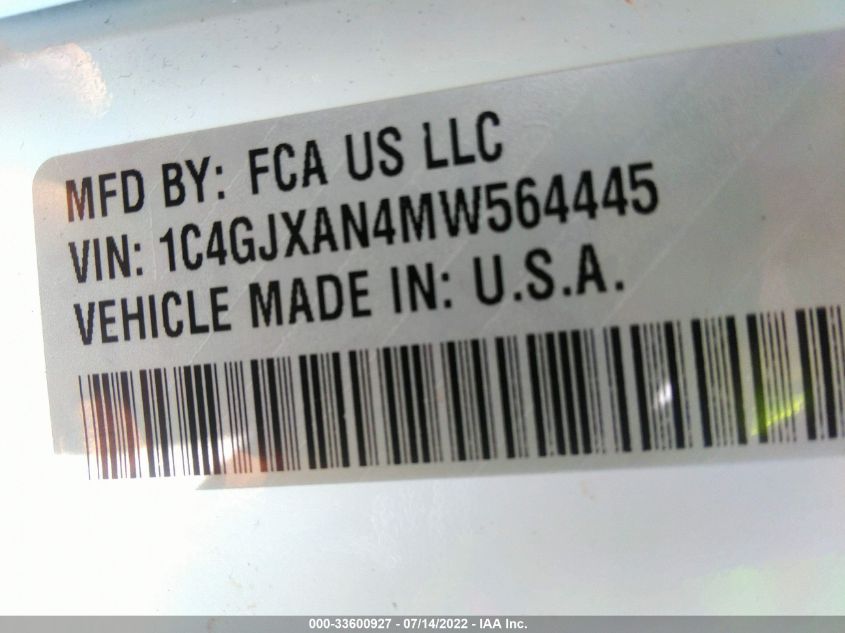 MFD BY: FCA US LLC
VIN: 1C4GJXAN4MW564445
VEHICLE MADE IN: U.S.A.
000-33600927 - 07/14/2022 - IAA Inc.